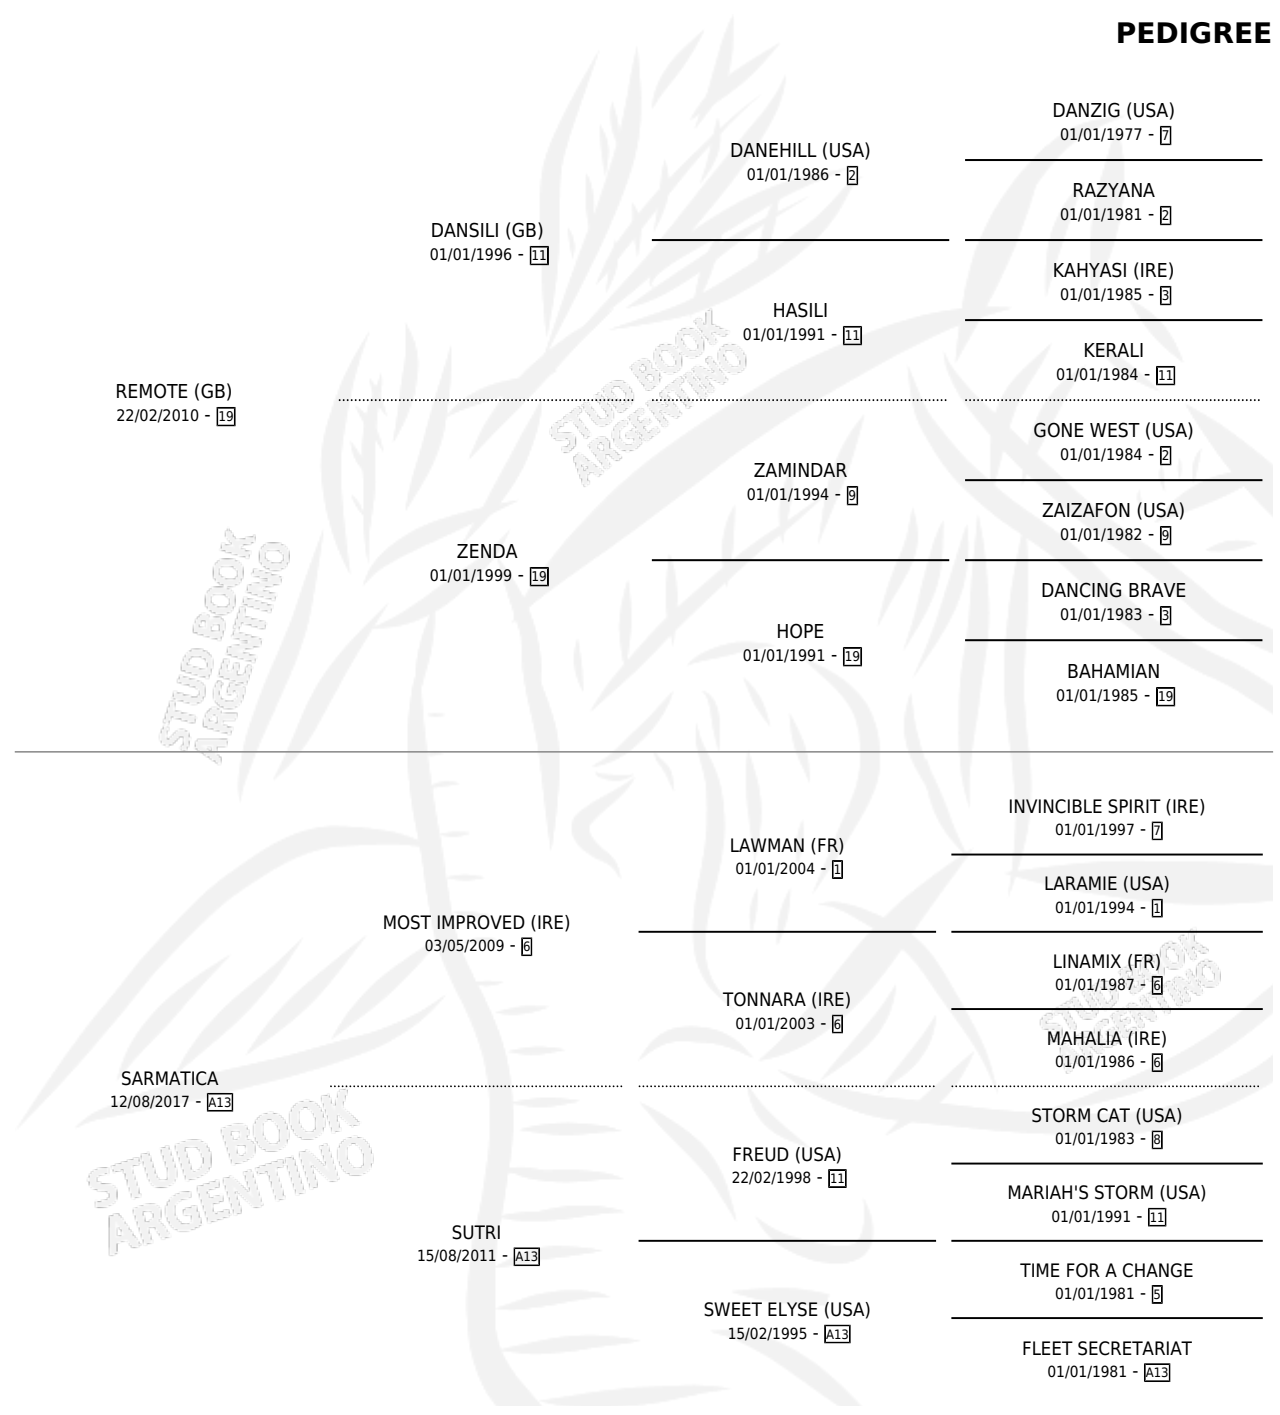 PEDIGREE
DANZIG (USA)
01/01/1977 - 7
DANEHILL (USA)
01/01/1986 - 2
RAZYANA
01/01/1981 - 2
DANSILI (GB)
01/01/1996 - 11
KAHYASI (IRE)
01/01/1985 - 3
HASILI
01/01/1991 - 11
KERALI
01/01/1984 - 11
REMOTE (GB)
22/02/2010 - 19
GONE WEST (USA)
01/01/1984 - 2
ZAMINDAR
01/01/1994 - 9
ZAIZAFON (USA)
01/01/1982 - 9
ZENDA
01/01/1999 - 19
DANCING BRAVE
01/01/1983 - 3
HOPE
01/01/1991 - 19
BAHAMIAN
01/01/1985 - 19
INVINCIBLE SPIRIT (IRE)
01/01/1997 - 7
LAWMAN (FR)
01/01/2004 - 1
LARAMIE (USA)
01/01/1994 - 1
MOST IMPROVED (IRE)
03/05/2009 - 6
LINAMIX (FR)
01/01/1987 - 6
TONNARA (IRE)
01/01/2003 - 6
MAHALIA (IRE)
01/01/1986 - 6
SARMATICA
12/08/2017 - A13
STORM CAT (USA)
01/01/1983 - 8
FREUD (USA)
22/02/1998 - 11
MARIAH'S STORM (USA)
01/01/1991 - 11
SUTRI
15/08/2011 - A13
TIME FOR A CHANGE
01/01/1981 - 5
SWEET ELYSE (USA)
15/02/1995 - A13
FLEET SECRETARIAT
01/01/1981 - A13
STUD BOOK
ARGENTINO
STUD BOOK
ARGENTINO
STUD BOOK
ARGENTINO
STUD BOOK
ARGENTINO